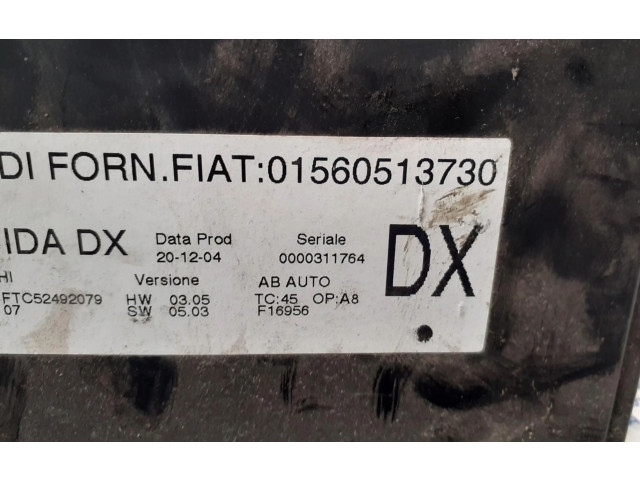 DI FORN.FIAT:01560513730
IDA DX Data Prod Seriale DX
20-12-04 0000311764
HI Versione AB AUTO
FTC52492079 HW 03.05 TC:45 OP:A8
07 SW 05.03 F16956